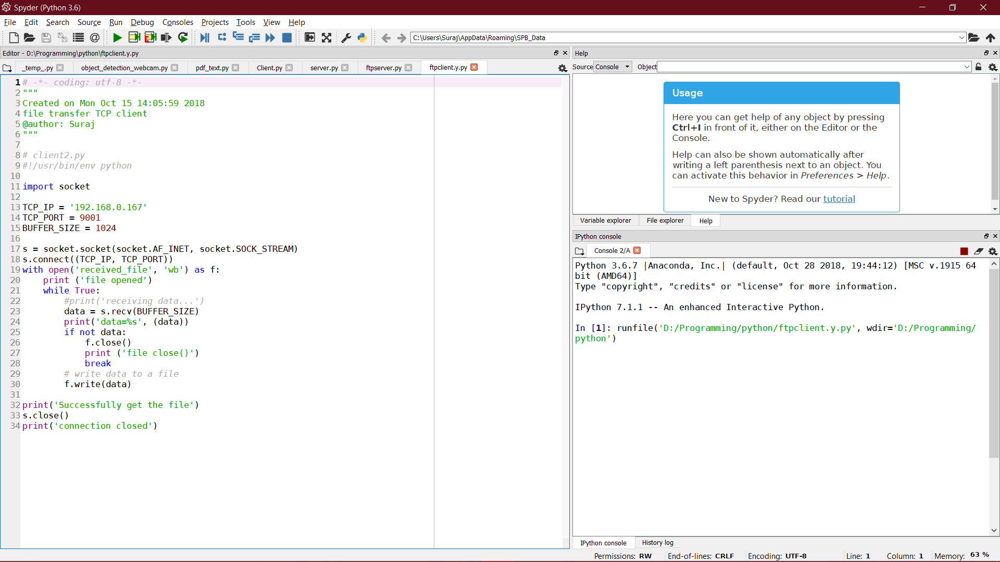 Spyder (Python 3.6)
File Edit Search Source Run Debug Consoles Projects Tools View Help
C:\Users\Suraj\AppData\Roaming\SPB_Data
Editor - D:\Programming\python\ftpclient.y.py
_temp_.py object_detection_webcam.py pdf_text.py Client.py server.py ftpserver.py ftpclient.y.py
1 # -*- coding: utf-8 -*-
2 """
3 Created on Mon Oct 15 14:05:59 2018
4 file transfer TCP client
5 @author: Suraj
6 """
7
8 # client2.py
9 #!/usr/bin/env python
10
11 import socket
12
13 TCP_IP = '192.168.0.167'
14 TCP_PORT = 9001
15 BUFFER_SIZE = 1024
16
17 s = socket.socket(socket.AF_INET, socket.SOCK_STREAM)
18 s.connect((TCP_IP, TCP_PORT))
19 with open('received_file', 'wb') as f:
20     print ('file opened')
21     while True:
22         #print('receiving data...')
23         data = s.recv(BUFFER_SIZE)
24         print('data=%s', (data))
25         if not data:
26             f.close()
27             print ('file close()')
28             break
29         # write data to a file
30         f.write(data)
31
32 print('Successfully get the file')
33 s.close()
34 print('connection closed')
Help
Source Console Object
Usage
Here you can get help of any object by pressing
Ctrl+I in front of it, either on the Editor or the
Console.
Help can also be shown automatically after
writing a left parenthesis next to an object. You
can activate this behavior in Preferences > Help.
New to Spyder? Read our tutorial
Variable explorer File explorer Help
IPython console
Console 2/A
Python 3.6.7 |Anaconda, Inc.| (default, Oct 28 2018, 19:44:12) [MSC v.1915 64
bit (AMD64)]
Type "copyright", "credits" or "license" for more information.
IPython 7.1.1 -- An enhanced Interactive Python.
In [1]: runfile('D:/Programming/python/ftpclient.y.py', wdir='D:/Programming/
python')
IPython console History log
Permissions: RW End-of-lines: CRLF Encoding: UTF-8 Line: 1 Column: 1 Memory: 63 %